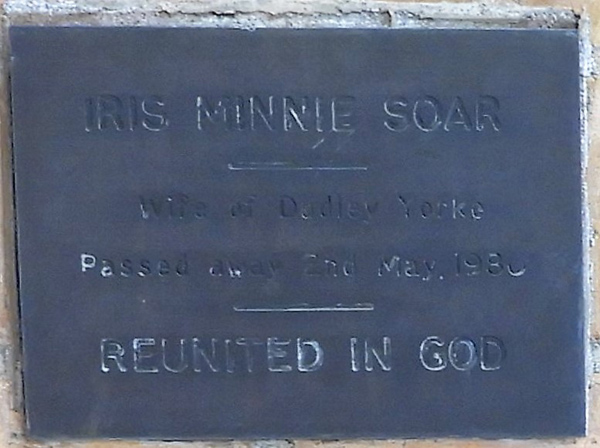 IRIS MINNIE SOAR
Wife of Dudley Yorke
Passed away 2nd May, 1980
REUNITED IN GOD